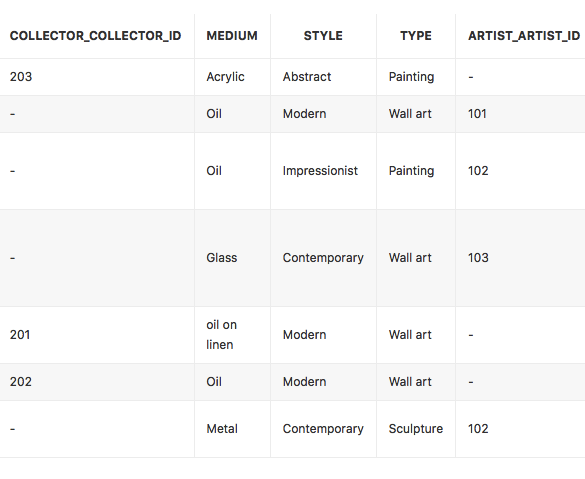 COLLECTOR_COLLECTOR_ID MEDIUM STYLE TYPE ARTIST_ARTIST_ID
203 Acrylic Abstract Painting -
- Oil Modern Wall art 101
- Oil Impressionist Painting 102
- Glass Contemporary Wall art 103
201 oil on linen Modern Wall art -
202 Oil Modern Wall art -
- Metal Contemporary Sculpture 102